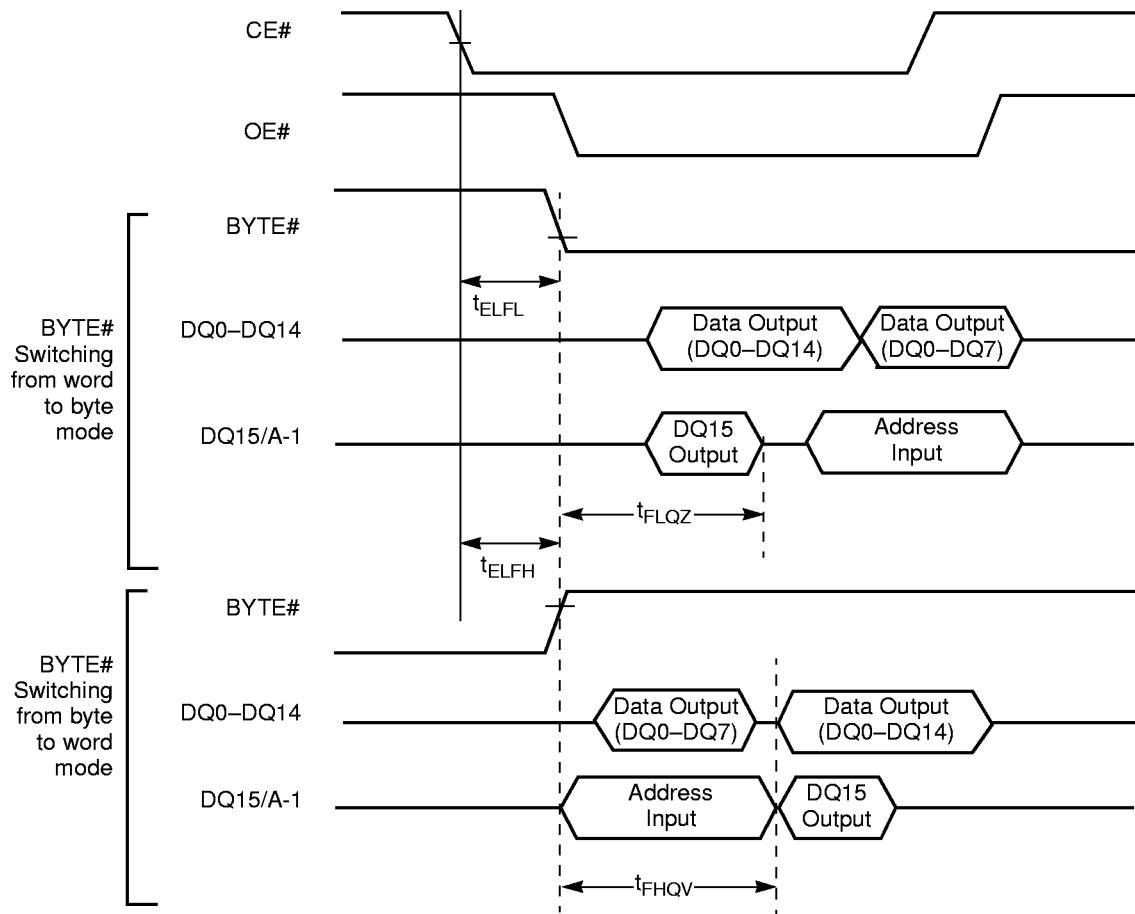 CE#
OE#
BYTE#
tELFL
BYTE#
Switching
from word
to byte
mode
DQ0–DQ14
Data Output
(DQ0–DQ14)
Data Output
(DQ0–DQ7)
DQ15/A-1
DQ15
Output
Address
Input
tFLQZ
tELFH
BYTE#
BYTE#
Switching
from byte
to word
mode
DQ0–DQ14
Data Output
(DQ0–DQ7)
Data Output
(DQ0–DQ14)
DQ15/A-1
Address
Input
DQ15
Output
tFHQV